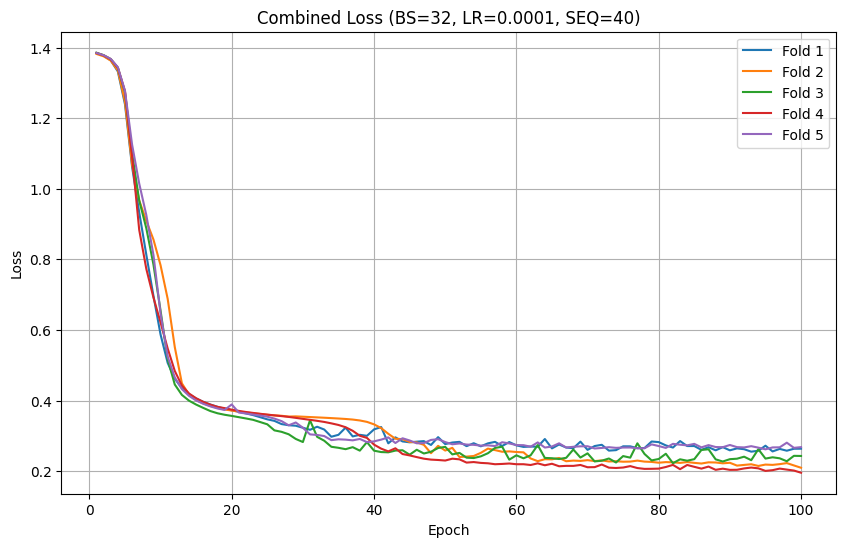 Combined Loss (BS=32, LR=0.0001, SEQ=40)
Fold 1
Fold 2
Fold 3
Fold 4
Fold 5
Loss
1.4
1.2
1.0
0.8
0.6
0.4
0.2
0 20 40 60 80 100
Epoch